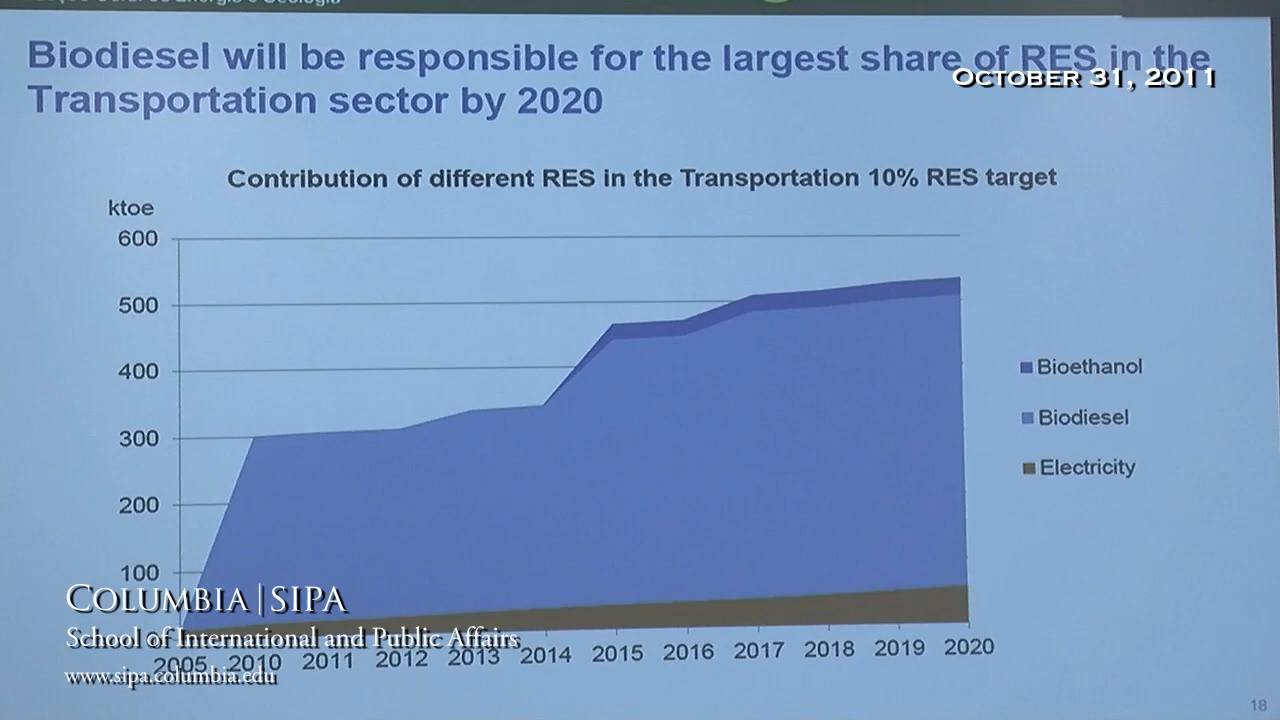 Biodiesel will be responsible for the largest share of RES in the
Transportation sector by 2020
October 31, 2011
Contribution of different RES in the Transportation 10% RES target
ktoe
600
500
400
300
200
100
Bioethanol
Biodiesel
Electricity
2005 2010 2011 2012 2013 2014 2015 2016 2017 2018 2019 2020
Columbia | SIPA
School of International and Public Affairs
www.sipa.columbia.edu
18